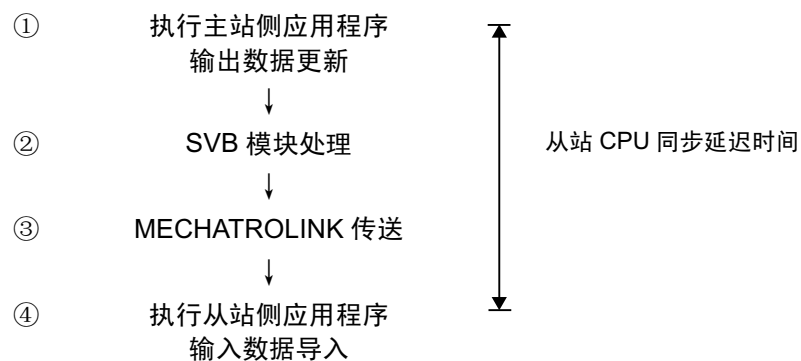 ① 执行主站侧应用程序
输出数据更新
↓
② SVB 模块处理 从站 CPU 同步延迟时间
↓
③ MECHATROLINK 传送
↓
④ 执行从站侧应用程序
输入数据导入